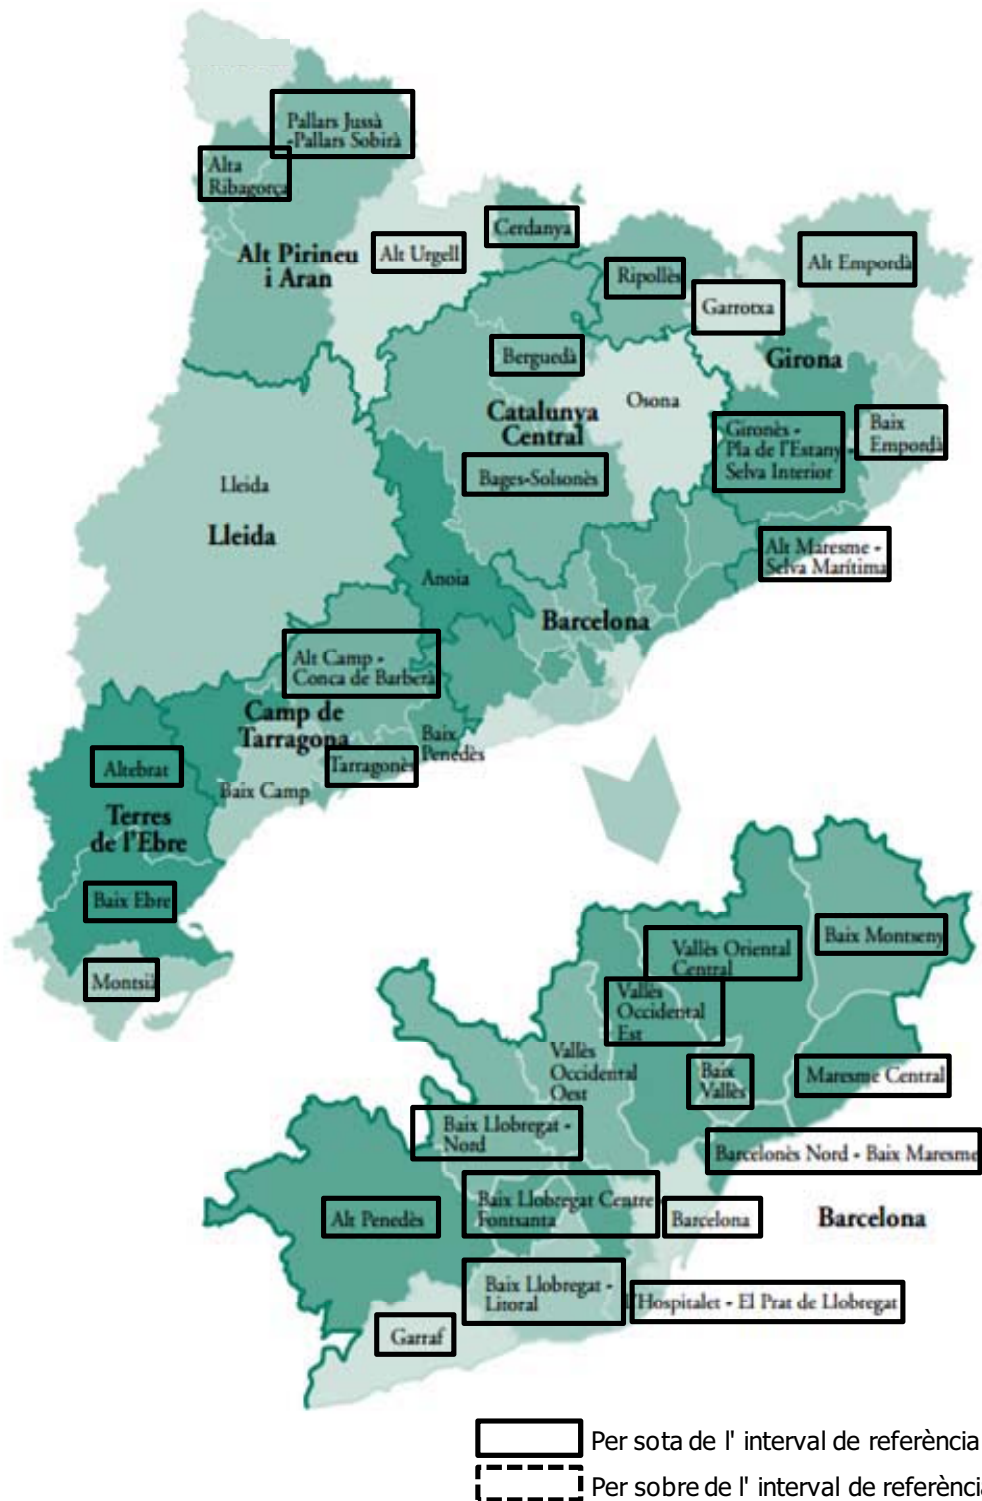 Pallars Jussà
-Pallars Sobirà
Alta
Ribagorça
Alt Pirineu
i Aran
Alt Urgell
Cerdanya
Ripollès
Garrotxa
Alt Empordà
Berguedà
Girona
Osona
Catalunya
Central
Gironès -
Pla de l'Estany -
Selva Interior
Baix
Empordà
Bages-Solsonès
Lleida
Lleida
Alt Maresme -
Selva Marítima
Anoia
Barcelona
Alt Camp -
Conca de Barberà
Camp de
Tarragona
Baix
Penedès
Tarragonès
Altebrat
Baix Camp
Terres
de l'Ebre
Baix Ebre
Montsià
Baix Montseny
Vallès Oriental
Central
Vallès
Occidental
Est
Vallès
Occidental
Oest
Baix
Vallès
Maresme Central
Baix Llobregat -
Nord
Barcelonès Nord - Baix Maresme
Baix Llobregat Centre -
Fontsanta
Alt Penedès
Barcelona
Barcelona
Baix Llobregat -
Litoral
L'Hospitalet - El Prat de Llobregat
Garraf
Per sota de l' interval de referència
Per sobre de l' interval de referència